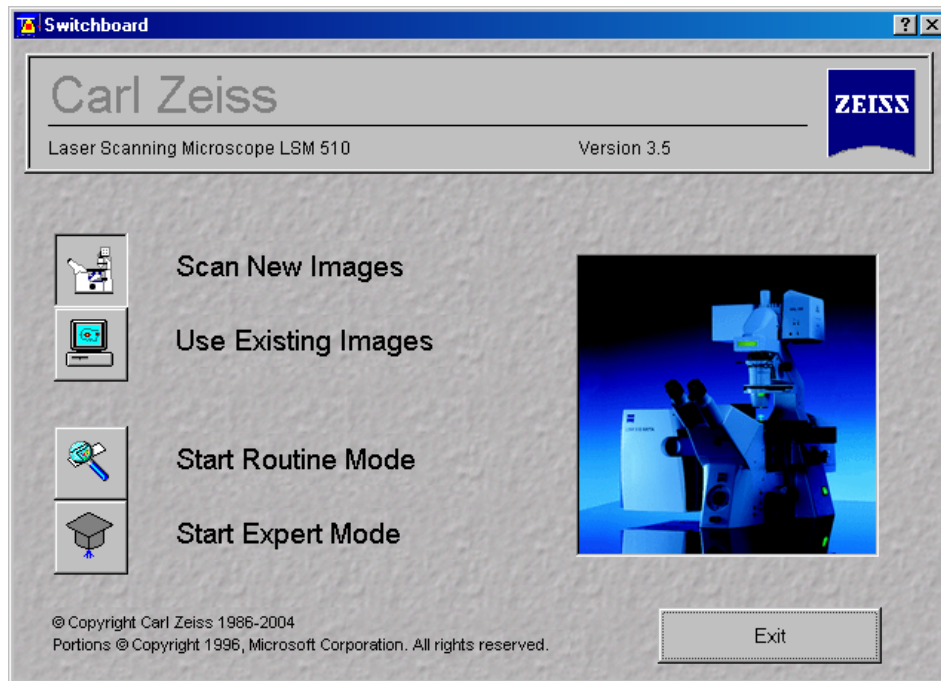 Switchboard
Carl Zeiss
ZEISS
Laser Scanning Microscope LSM 510 Version 3.5
Scan New Images
Use Existing Images
Start Routine Mode
Start Expert Mode
© Copyright Carl Zeiss 1986-2004
Portions © Copyright 1996, Microsoft Corporation. All rights reserved.
Exit